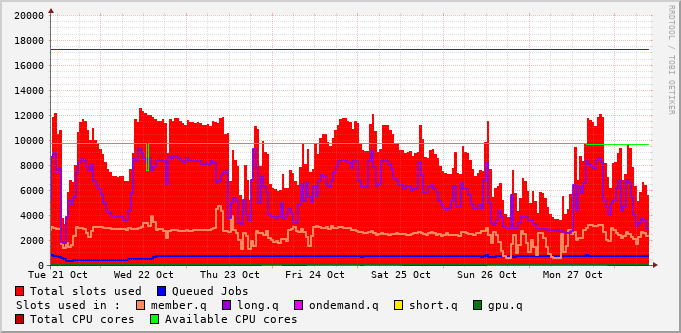 20000
18000
16000
14000
12000
10000
8000
6000
4000
2000
0
Tue 21 Oct Wed 22 Oct Thu 23 Oct Fri 24 Oct Sat 25 Oct Sun 26 Oct Mon 27 Oct
Total slots used Queued Jobs
Slots used in : member.q long.q ondemand.q short.q gpu.q
Total CPU cores Available CPU cores
RRDTOOL / TOBI OETIKER